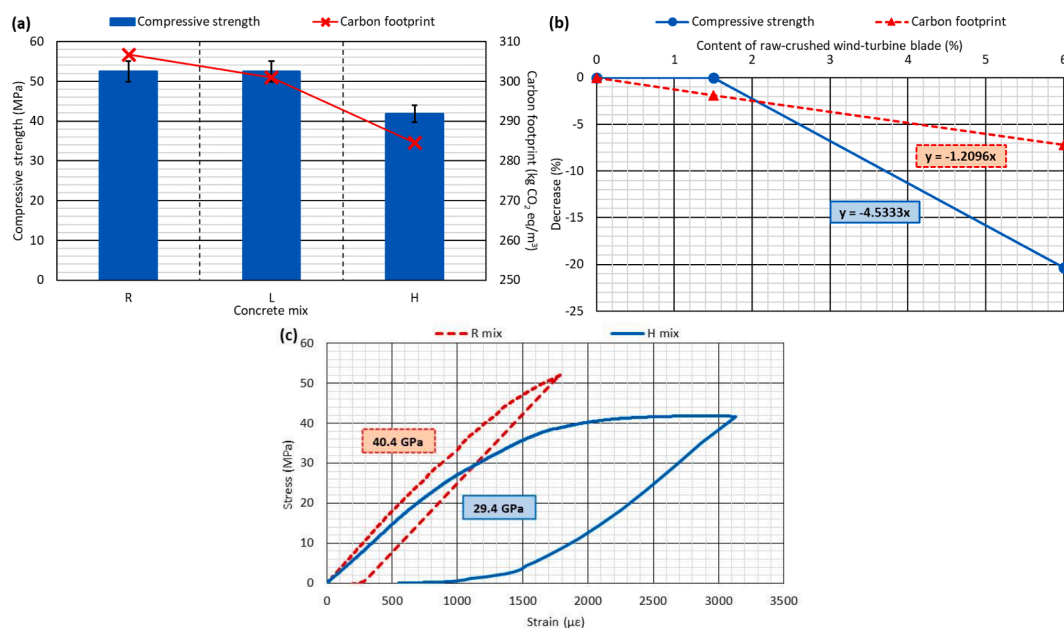 (a)
Compressive strength
Carbon footprint
60
50
40
30
20
10
0
Compressive strength (MPa)
310
300
290
280
270
260
250
Carbon footprint (kg CO₂ eq/m³)
R
L
H
Concrete mix
(b)
Compressive strength
Carbon footprint
Content of raw-crushed wind-turbine blade (%)
0 1 2 3 4 5 6
0
-5
-10
-15
-20
-25
Decrease (%)
y = -1.2096x
y = -4.5333x
(c)
R mix
H mix
60
50
40
30
20
10
0
Stress (MPa)
40.4 GPa
29.4 GPa
0 500 1000 1500 2000 2500 3000 3500
Strain (με)